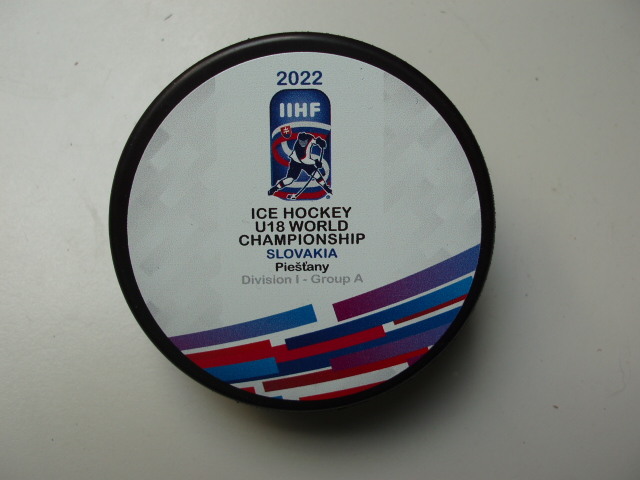 2022
IIHF
ICE HOCKEY
U18 WORLD
CHAMPIONSHIP
SLOVAKIA
Piešťany
Division I - Group A